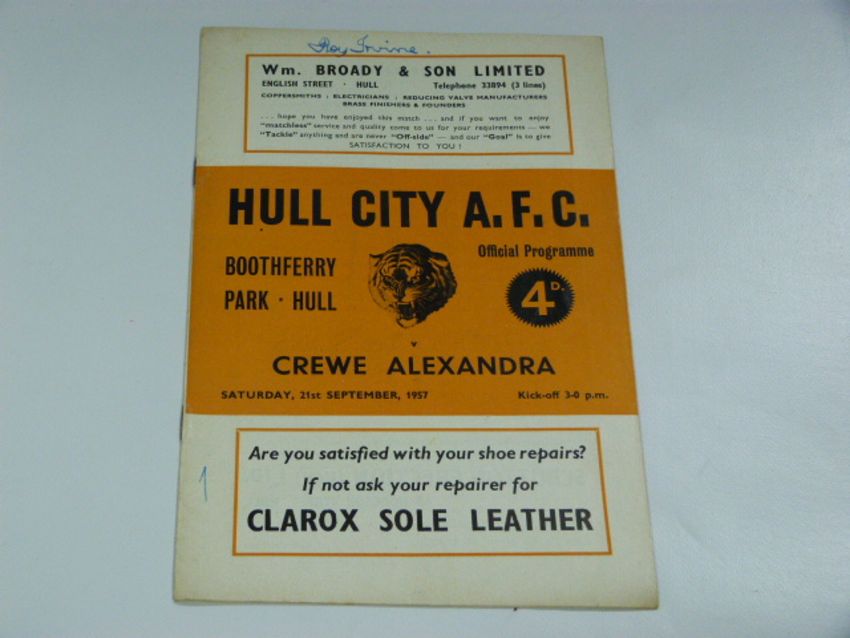 Roy Irvine.
Wm. BROADY & SON LIMITED
ENGLISH STREET · HULL Telephone 33894 (3 lines)
COPPERSMITHS : ELECTRICIANS : REDUCING VALVE MANUFACTURERS
BRASS FINISHERS & FOUNDERS
... hope you have enjoyed this match ... and if you want to enjoy
"matchless" service and quality come to us for your requirements — we
"Tackle" anything and are never "Off-side" — and our "Goal" is to give
SATISFACTION TO YOU !
HULL CITY A.F.C.
Official Programme
BOOTHFERRY
PARK · HULL
4D.
v
CREWE ALEXANDRA
SATURDAY, 21st SEPTEMBER, 1957 Kick-off 3-0 p.m.
Are you satisfied with your shoe repairs?
If not ask your repairer for
CLAROX SOLE LEATHER
1